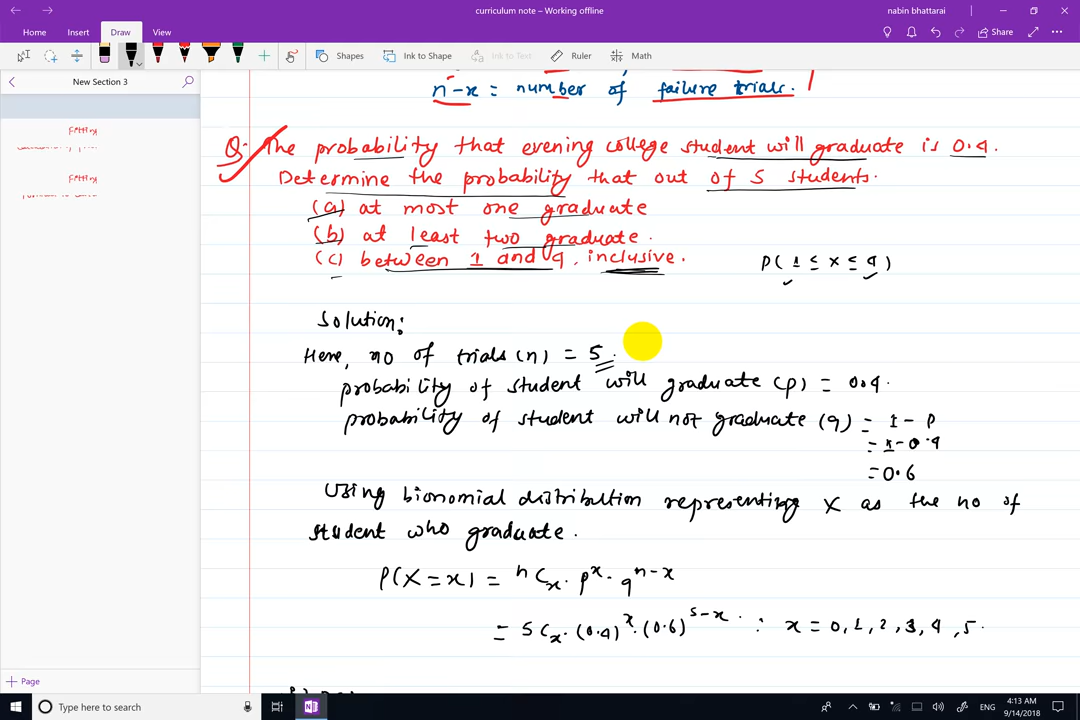 curriculum note – Working offline
nabin bhattarai
Home Insert Draw View
Share
Shapes Ink to Shape Ink to Text Ruler Math
New Section 3
n-x = number of failure trials.
Q. The probability that evening college student will graduate is 0.4.
Determine the probability that out of 5 students.
(a) at most one graduate
(b) at least two graduate.
(c) between 1 and 4, inclusive.
P( 1 ≤ x ≤ 4 )
Solution:
Here, no of trials (n) = 5.
probability of student will graduate (p) = 0.4.
probability of student will not graduate (q) = 1 - p
= 1-0.4
= 0.6
Using bionomial distribution representing X as the no of
student who graduate.
P(X = x) = ⁿCₓ. pˣ. qⁿ⁻ˣ
= 5Cₓ. (0.4)ˣ. (0.6)⁵⁻ˣ. : x = 0, 1, 2, 3, 4, 5.
Page
Type here to search
ENG
4:13 AM
9/14/2018